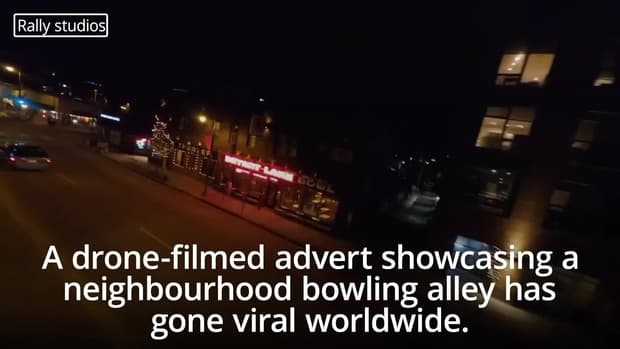 Rally studios
A drone-filmed advert showcasing a
neighbourhood bowling alley has
gone viral worldwide.